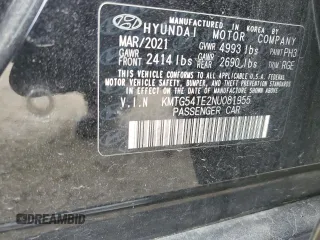 MANUFACTURED IN KOREA BY
HYUNDAI MOTOR COMPANY
MAR/2021 GVWR 4993 lbs PAINT PH3
GAWR FRONT 2414 lbs GAWR REAR 2690 lbs TRIM RGE
THIS VEHICLE CONFORMS TO ALL APPLICABLE U.S. FEDERAL
MOTOR VEHICLE SAFETY, BUMPER, AND THEFT PREVENTION
STANDARDS IN EFFECT ON THE DATE OF MANUFACTURE
SHOWN ABOVE.
V.I.N KMTG54TE2NU081955
PASSENGER CAR
DREAMBID